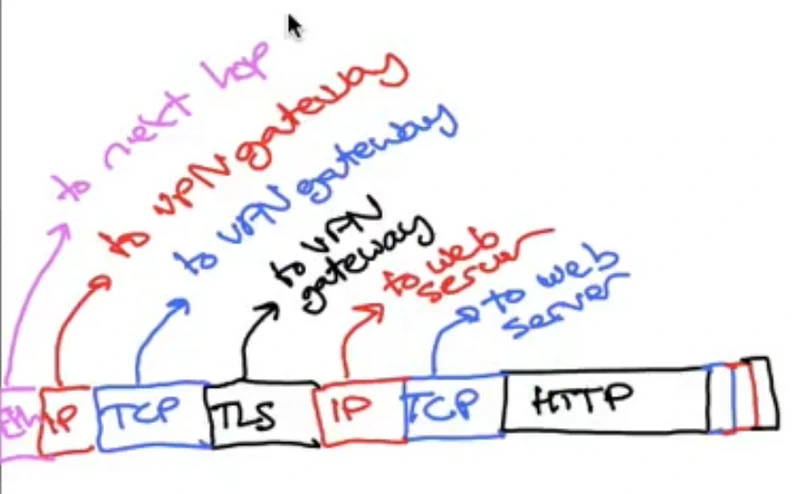 to next hop
to VPN gateway
to VPN gateway
to VPN
gateway
to web
server
to web
server
Eth IP TCP TLS IP TCP HTTP